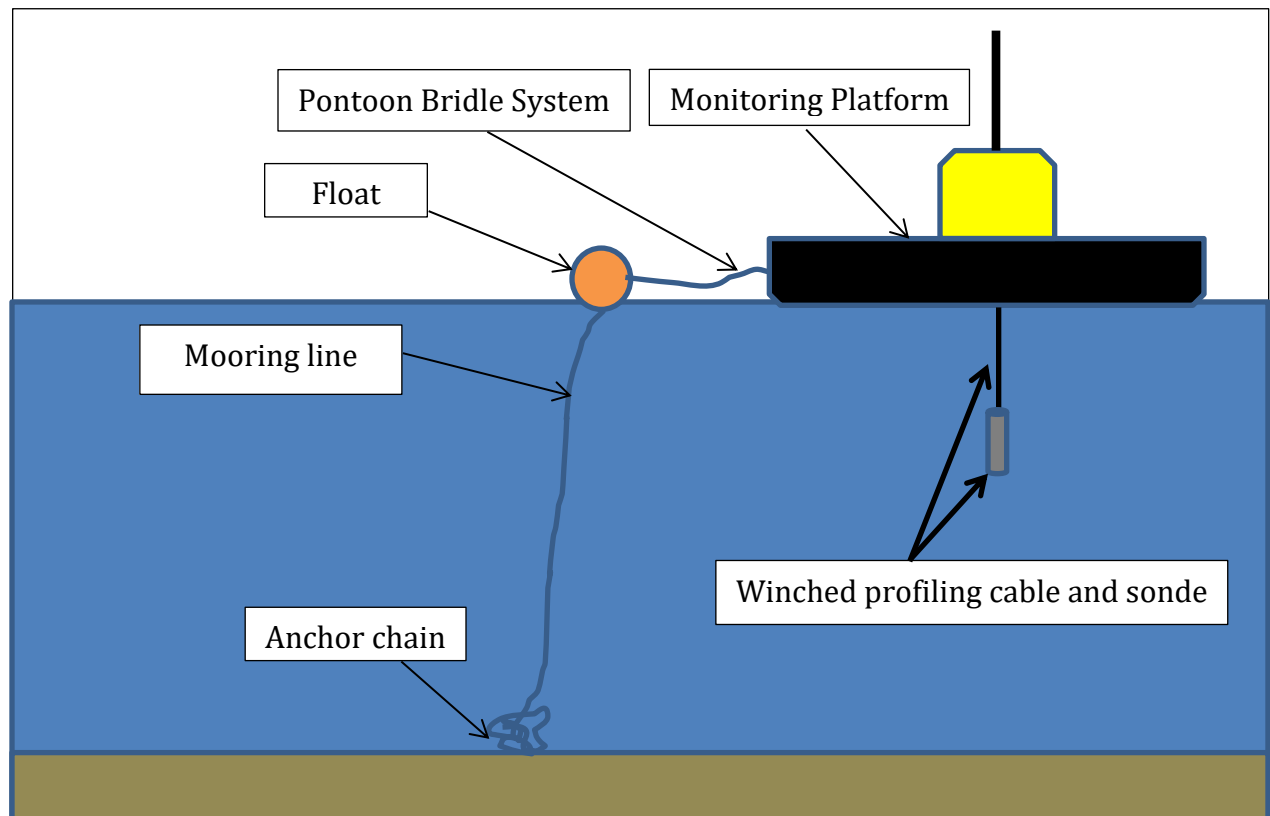 Pontoon Bridle System
Monitoring Platform
Float
Mooring line
Winched profiling cable and sonde
Anchor chain